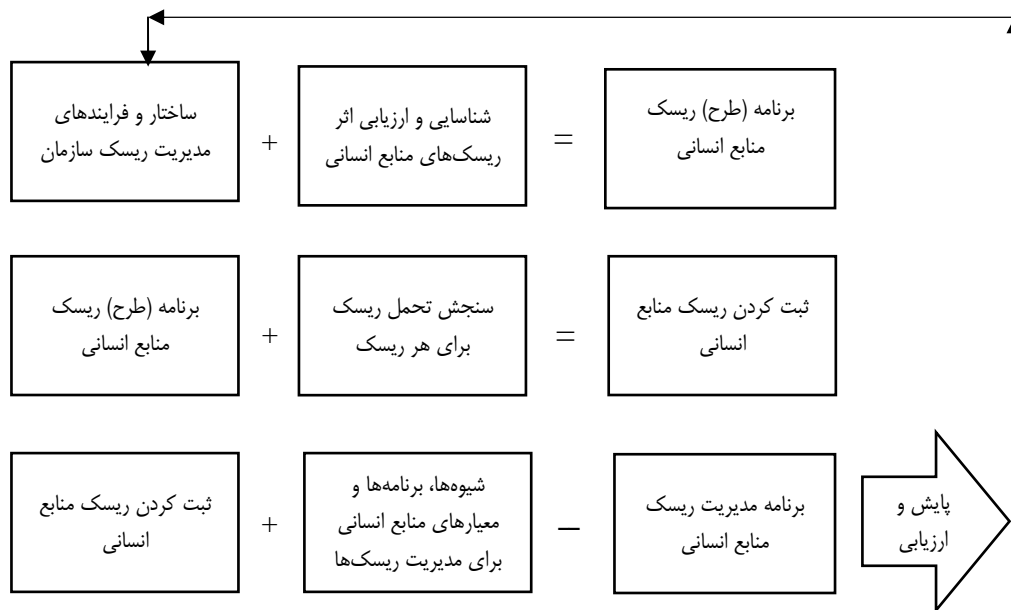 ساختار و فرایندهای
مدیریت ریسک سازمان
+
شناسایی و ارزیابی اثر
ریسک‌های منابع انسانی
=
برنامه (طرح) ریسک
منابع انسانی
برنامه (طرح) ریسک
منابع انسانی
+
سنجش تحمل ریسک
برای هر ریسک
=
ثبت کردن ریسک منابع
انسانی
ثبت کردن ریسک منابع
انسانی
+
شیوه‌ها، برنامه‌ها و
معیارهای منابع انسانی
برای مدیریت ریسک‌ها
–
برنامه مدیریت ریسک
منابع انسانی
پایش و
ارزیابی